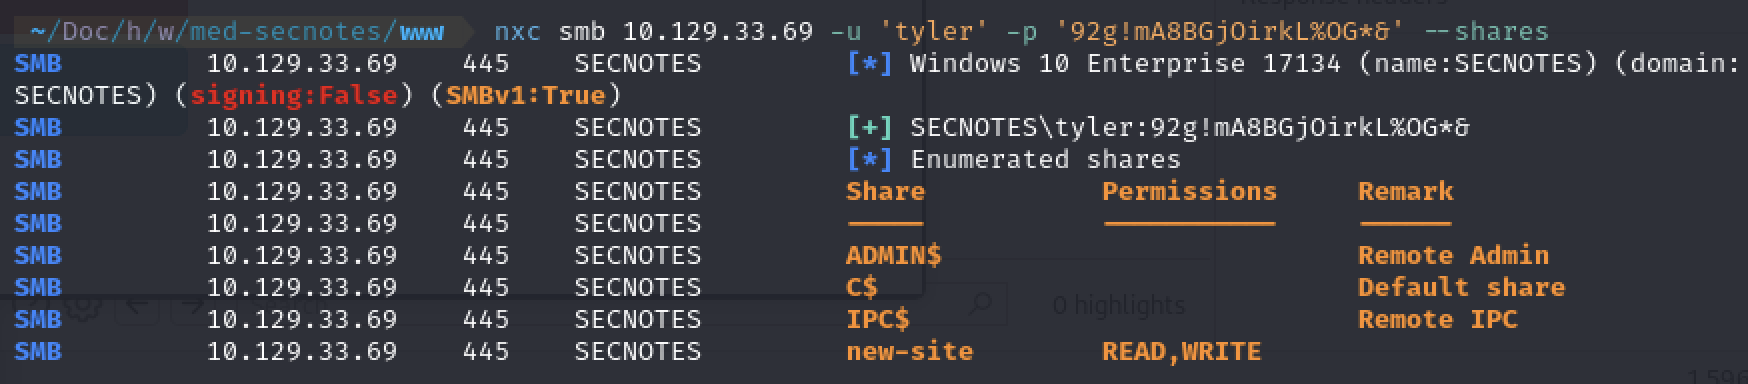 Response headers
~/Doc/h/w/med-secnotes/www nxc smb 10.129.33.69 -u 'tyler' -p '92g!mA8BGjOirkL%OG*&' --shares
SMB 10.129.33.69 445 SECNOTES [*] Windows 10 Enterprise 17134 (name:SECNOTES) (domain:
SECNOTES) (signing:False) (SMBv1:True)
SMB 10.129.33.69 445 SECNOTES [+] SECNOTES\tyler:92g!mA8BGjOirkL%OG*&
SMB 10.129.33.69 445 SECNOTES [*] Enumerated shares
SMB 10.129.33.69 445 SECNOTES Share Permissions Remark
SMB 10.129.33.69 445 SECNOTES ----- ----------- ------
SMB 10.129.33.69 445 SECNOTES ADMIN$ Remote Admin
SMB 10.129.33.69 445 SECNOTES C$ Default share
0 highlights
SMB 10.129.33.69 445 SECNOTES IPC$ Remote IPC
SMB 10.129.33.69 445 SECNOTES new-site READ,WRITE